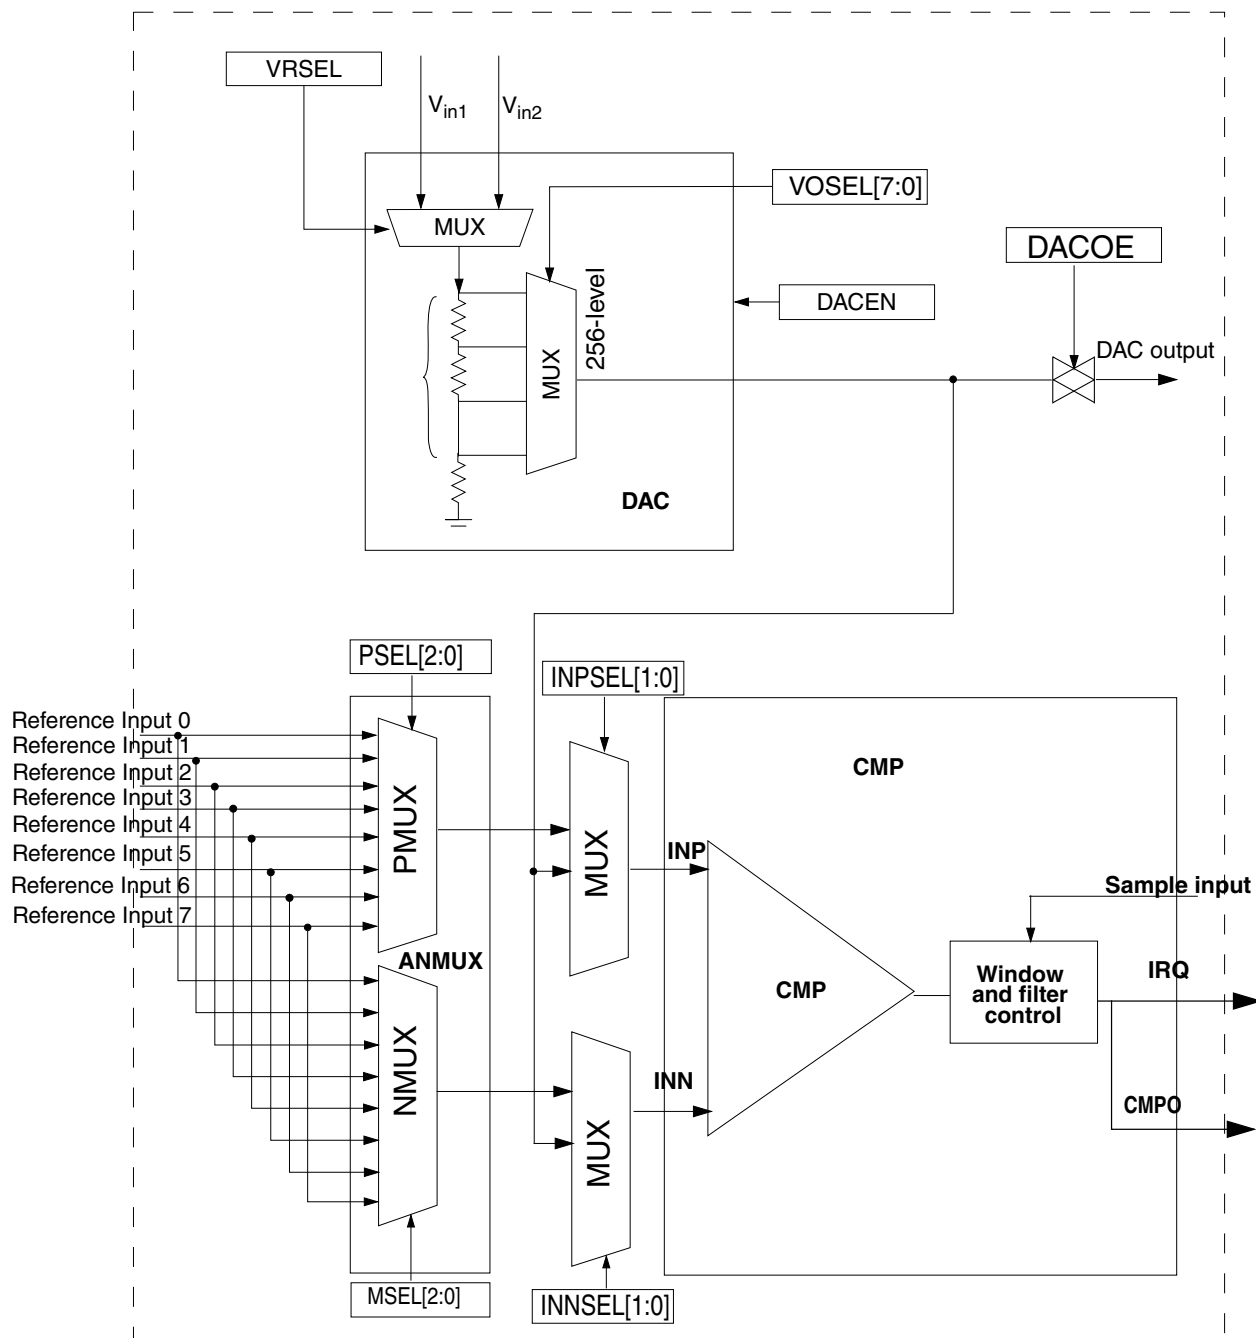 VRSEL
Vin1
Vin2
VOSEL[7:0]
MUX
DACOE
256-level
DACEN
MUX
DAC output
DAC
PSEL[2:0]
INPSEL[1:0]
Reference Input 0
Reference Input 1
Reference Input 2
Reference Input 3
Reference Input 4
Reference Input 5
Reference Input 6
Reference Input 7
PMUX
MUX
CMP
INP
Sample input
ANMUX
CMP
Window
and filter
control
IRQ
NMUX
MUX
INN
CMPO
MSEL[2:0]
INNSEL[1:0]